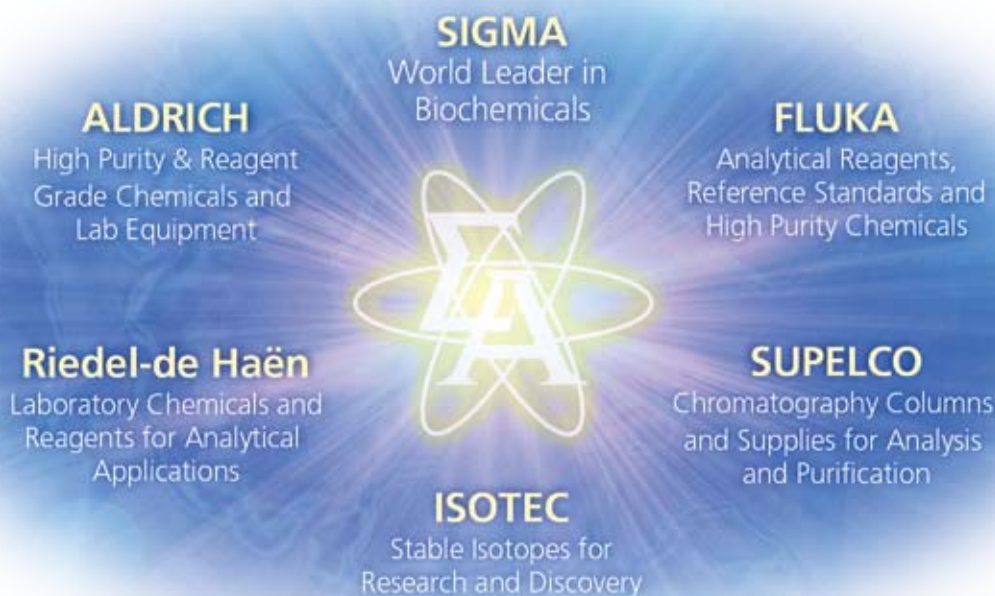 SIGMA
World Leader in
Biochemicals
ALDRICH
High Purity & Reagent
Grade Chemicals and
Lab Equipment
FLUKA
Analytical Reagents,
Reference Standards and
High Purity Chemicals
ΣA
Riedel-de Haën
Laboratory Chemicals and
Reagents for Analytical
Applications
SUPELCO
Chromatography Columns
and Supplies for Analysis
and Purification
ISOTEC
Stable Isotopes for
Research and Discovery